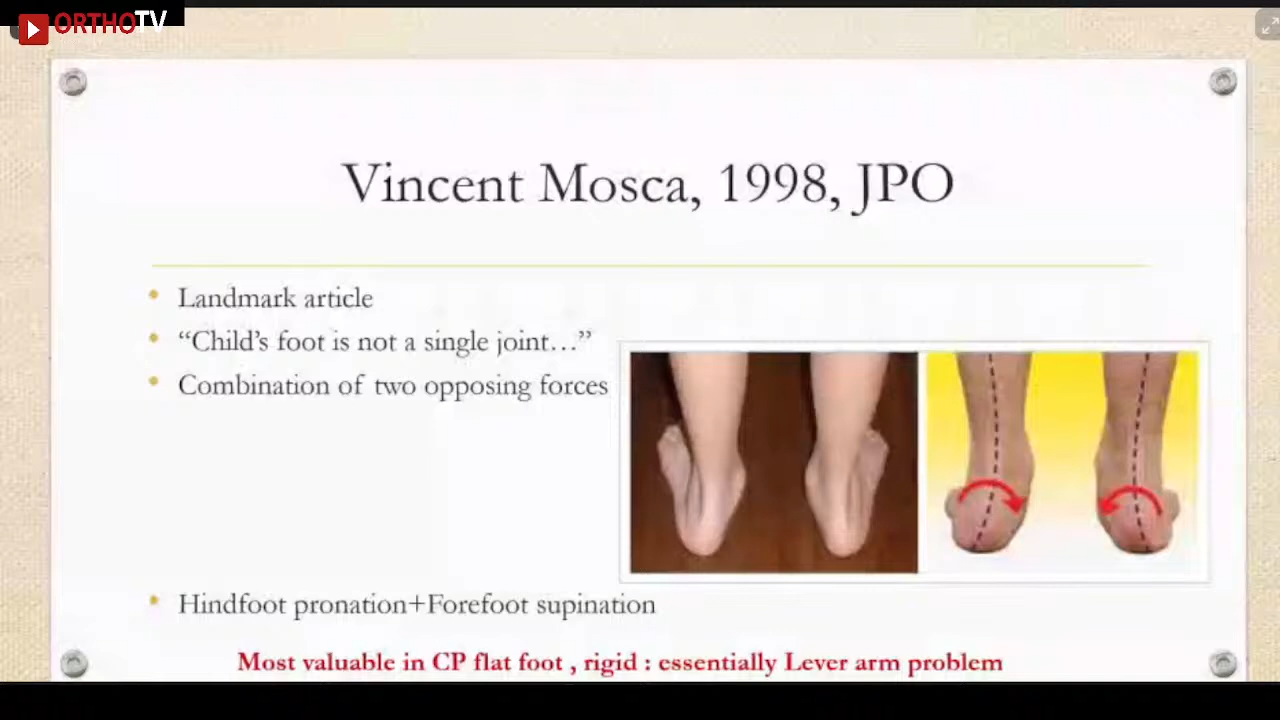 ORTHOTV
Vincent Mosca, 1998, JPO
• Landmark article
• “Child’s foot is not a single joint…”
• Combination of two opposing forces
• Hindfoot pronation+Forefoot supination
Most valuable in CP flat foot , rigid : essentially Lever arm problem